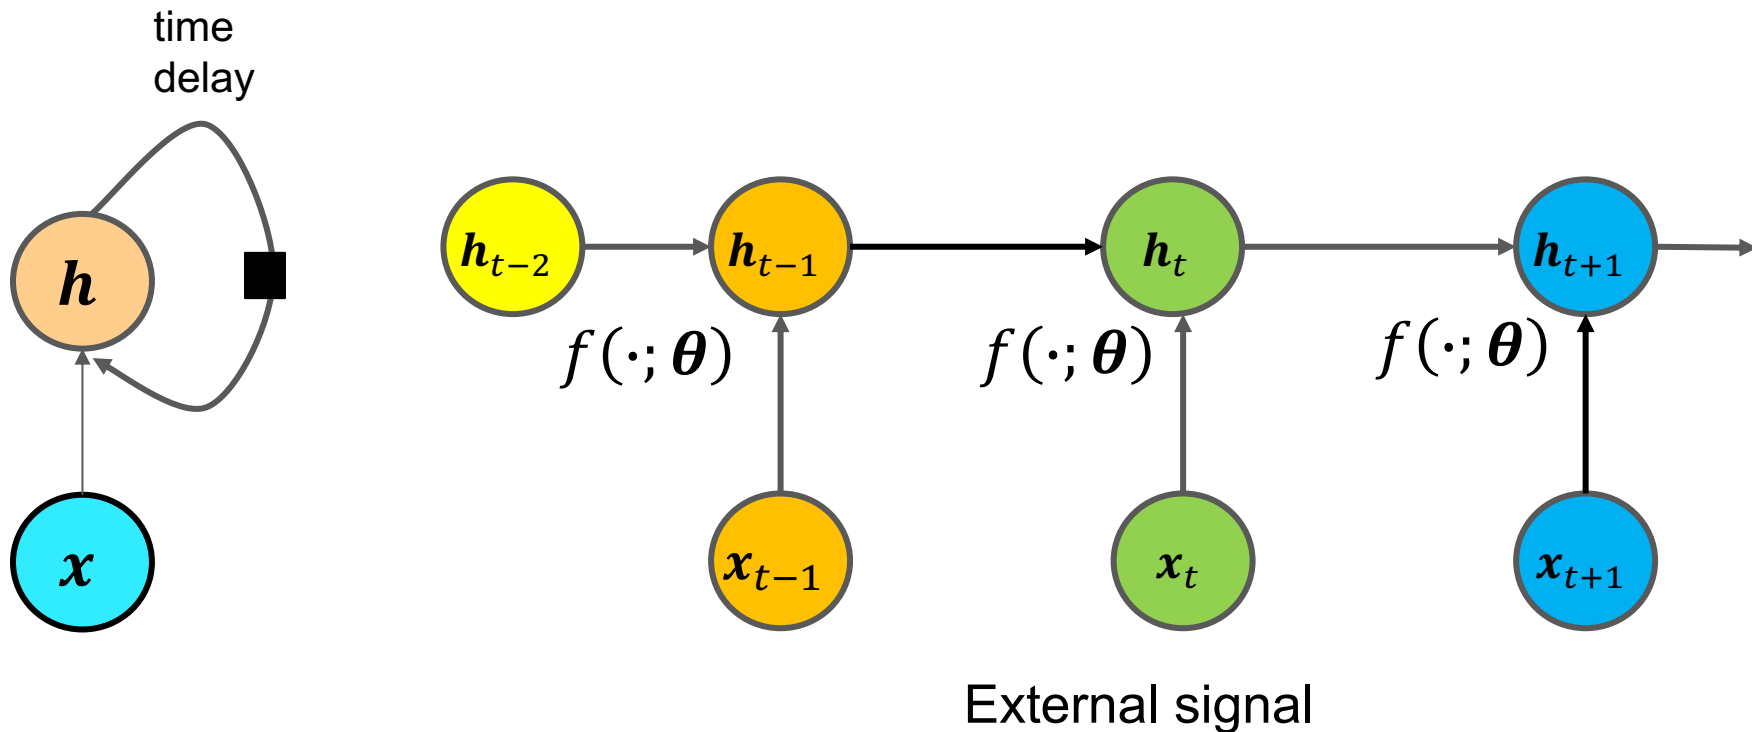 time
delay
h
x
h_{t−2}
h_{t−1}
h_t
h_{t+1}
f(·; θ)
f(·; θ)
f(·; θ)
x_{t−1}
x_t
x_{t+1}
External signal